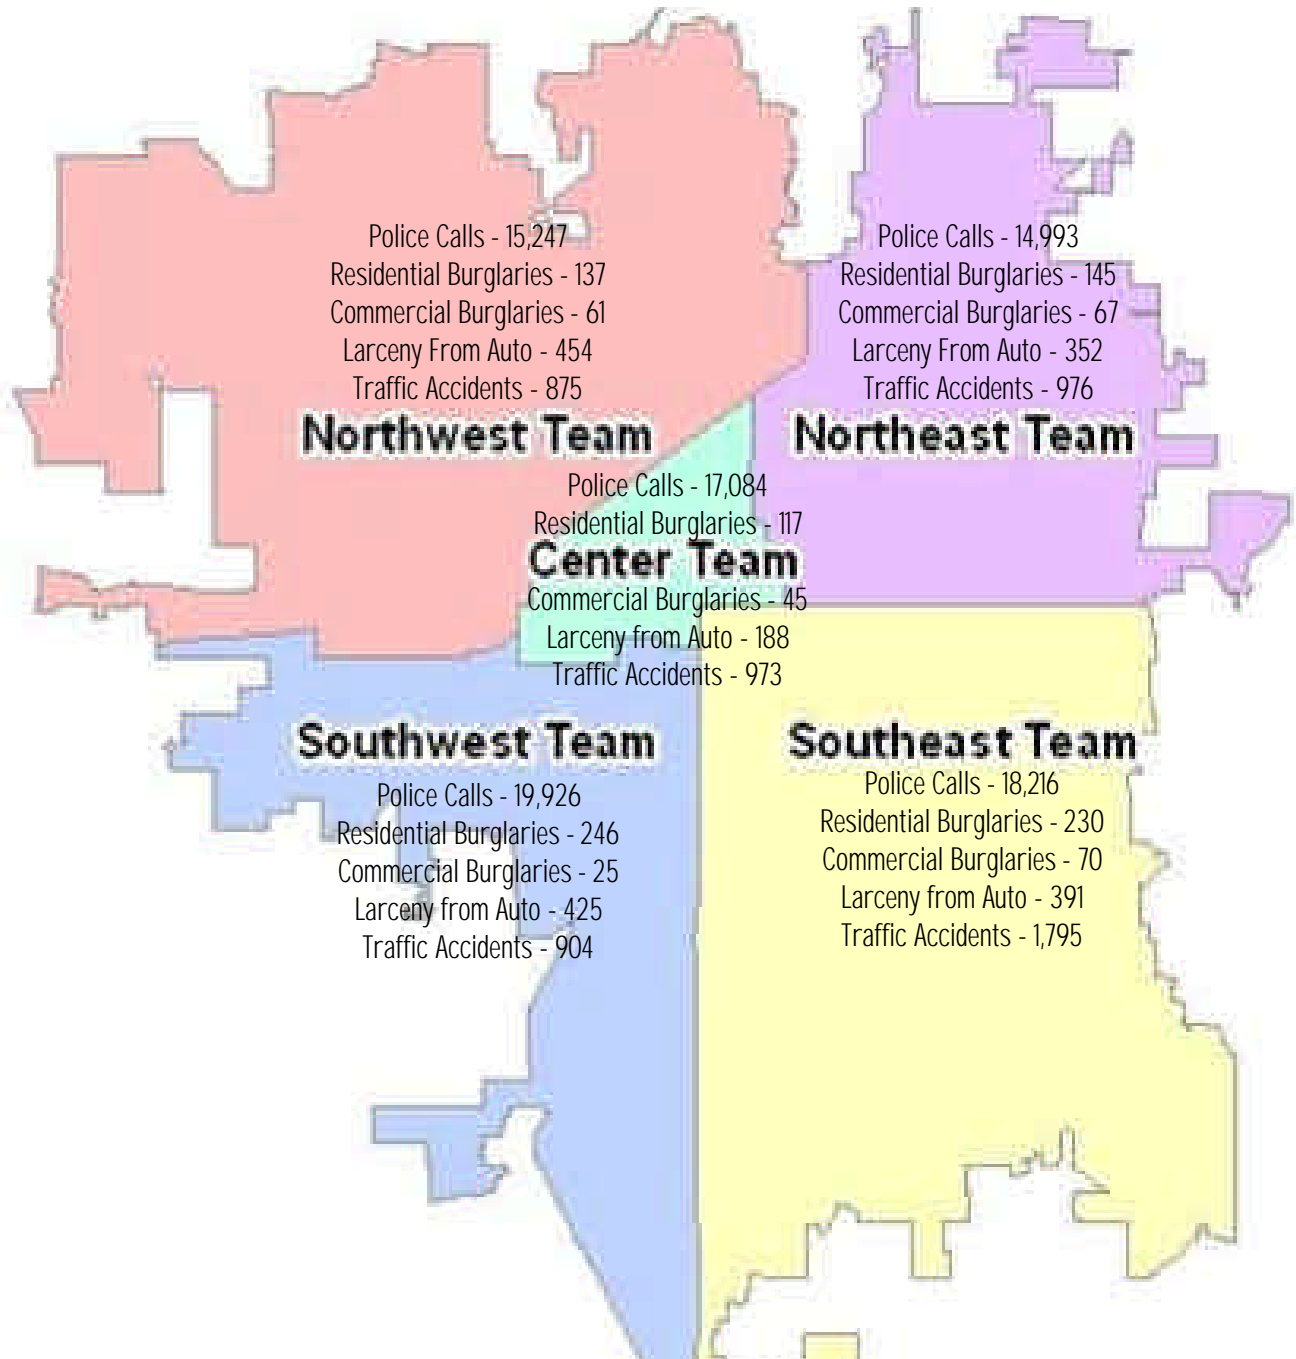 Police Calls - 15,247
Residential Burglaries - 137
Commercial Burglaries - 61
Larceny From Auto - 454
Traffic Accidents - 875
Northwest Team
Police Calls - 14,993
Residential Burglaries - 145
Commercial Burglaries - 67
Larceny From Auto - 352
Traffic Accidents - 976
Northeast Team
Police Calls - 17,084
Residential Burglaries - 117
Center Team
Commercial Burglaries - 45
Larceny from Auto - 188
Traffic Accidents - 973
Southwest Team
Police Calls - 19,926
Residential Burglaries - 246
Commercial Burglaries - 25
Larceny from Auto - 425
Traffic Accidents - 904
Southeast Team
Police Calls - 18,216
Residential Burglaries - 230
Commercial Burglaries - 70
Larceny from Auto - 391
Traffic Accidents - 1,795